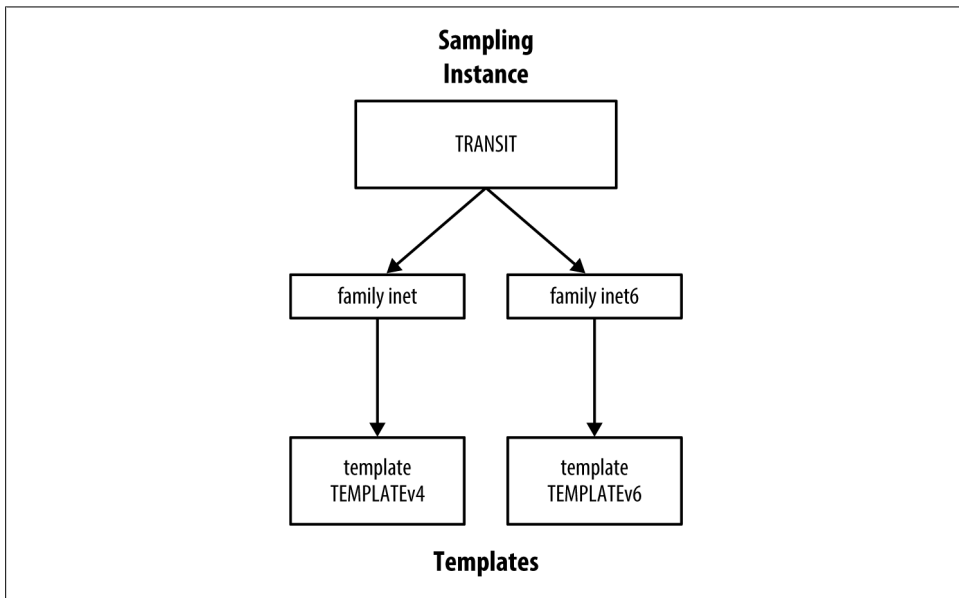 Sampling
Instance
TRANSIT
family inet
family inet6
template
TEMPLATEv4
template
TEMPLATEv6
Templates